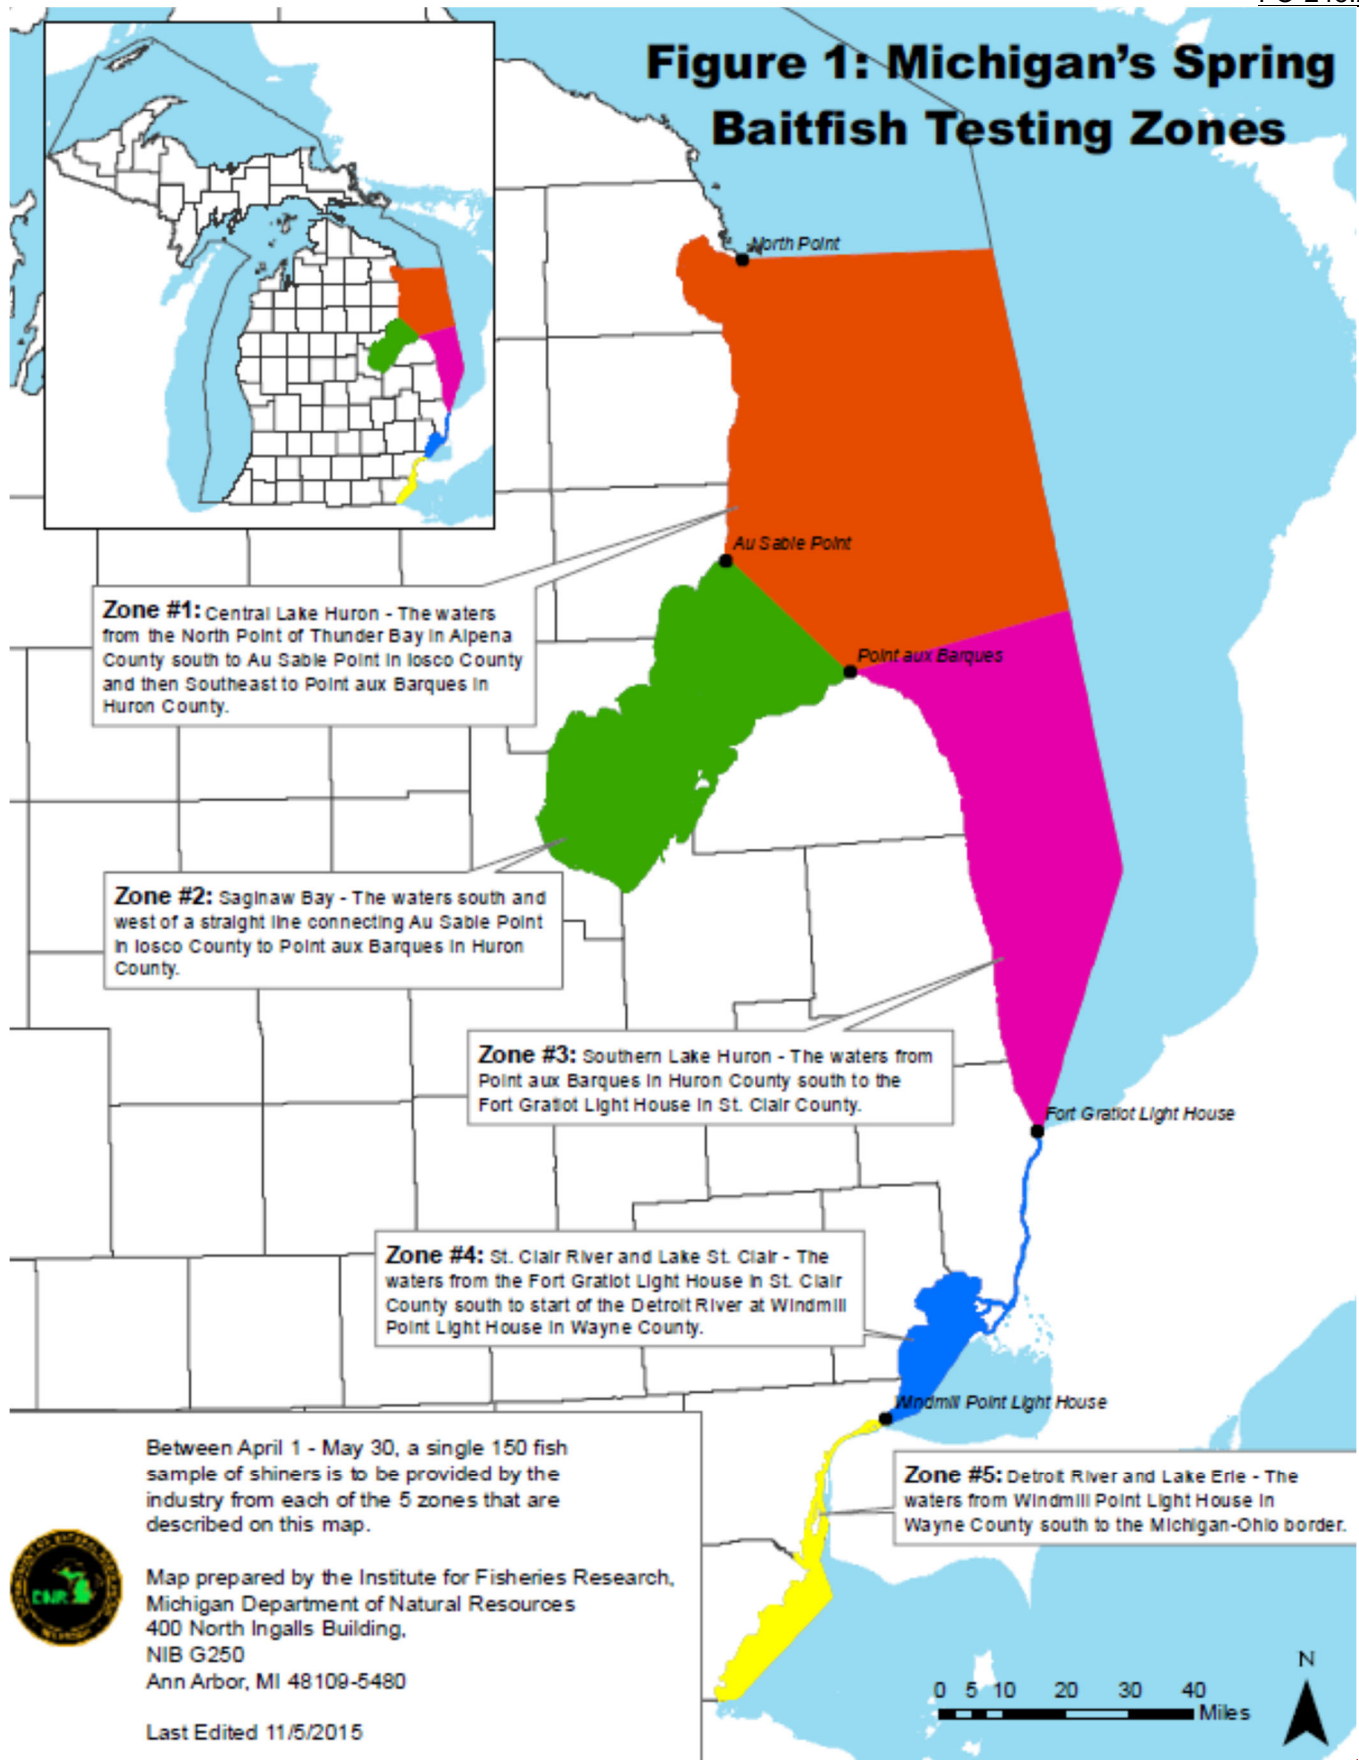 Figure 1: Michigan's Spring
Baitfish Testing Zones
North Point
Au Sable Point
Zone #1: Central Lake Huron - The waters
from the North Point of Thunder Bay in Alpena
County south to Au Sable Point in Iosco County
and then Southeast to Point aux Barques in
Huron County.
Point aux Barques
Zone #2: Saginaw Bay - The waters south and
west of a straight line connecting Au Sable Point
in Iosco County to Point aux Barques in Huron
County.
Zone #3: Southern Lake Huron - The waters from
Point aux Barques in Huron County south to the
Fort Gratiot Light House in St. Clair County.
Fort Gratiot Light House
Zone #4: St. Clair River and Lake St. Clair - The
waters from the Fort Gratiot Light House in St. Clair
County south to start of the Detroit River at Windmill
Point Light House in Wayne County.
Windmill Point Light House
Zone #5: Detroit River and Lake Erie - The
waters from Windmill Point Light House in
Wayne County south to the Michigan-Ohio border.
Between April 1 - May 30, a single 150 fish
sample of shiners is to be provided by the
industry from each of the 5 zones that are
described on this map.
Map prepared by the Institute for Fisheries Research,
Michigan Department of Natural Resources
400 North Ingalls Building,
NIB G250
Ann Arbor, MI 48109-5480
Last Edited 11/5/2015
DNR
N
0 5 10 20 30 40
Miles